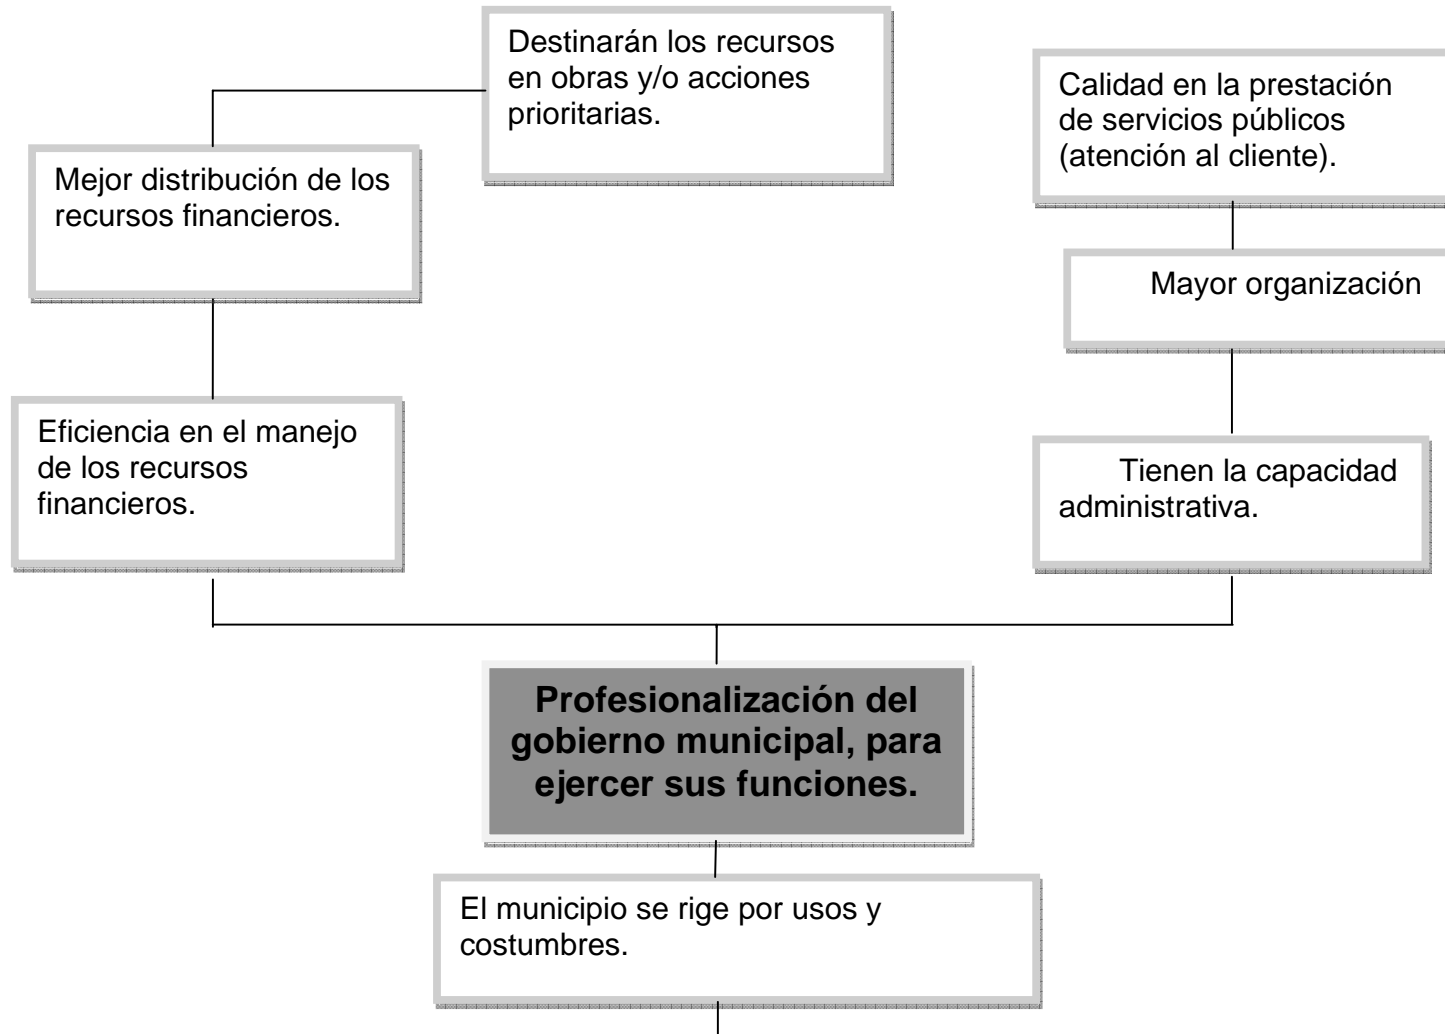 Destinarán los recursos
en obras y/o acciones
prioritarias.
Calidad en la prestación
de servicios públicos
(atención al cliente).
Mejor distribución de los
recursos financieros.
Mayor organización
Eficiencia en el manejo
de los recursos
financieros.
Tienen la capacidad
administrativa.
Profesionalización del
gobierno municipal, para
ejercer sus funciones.
El municipio se rige por usos y
costumbres.